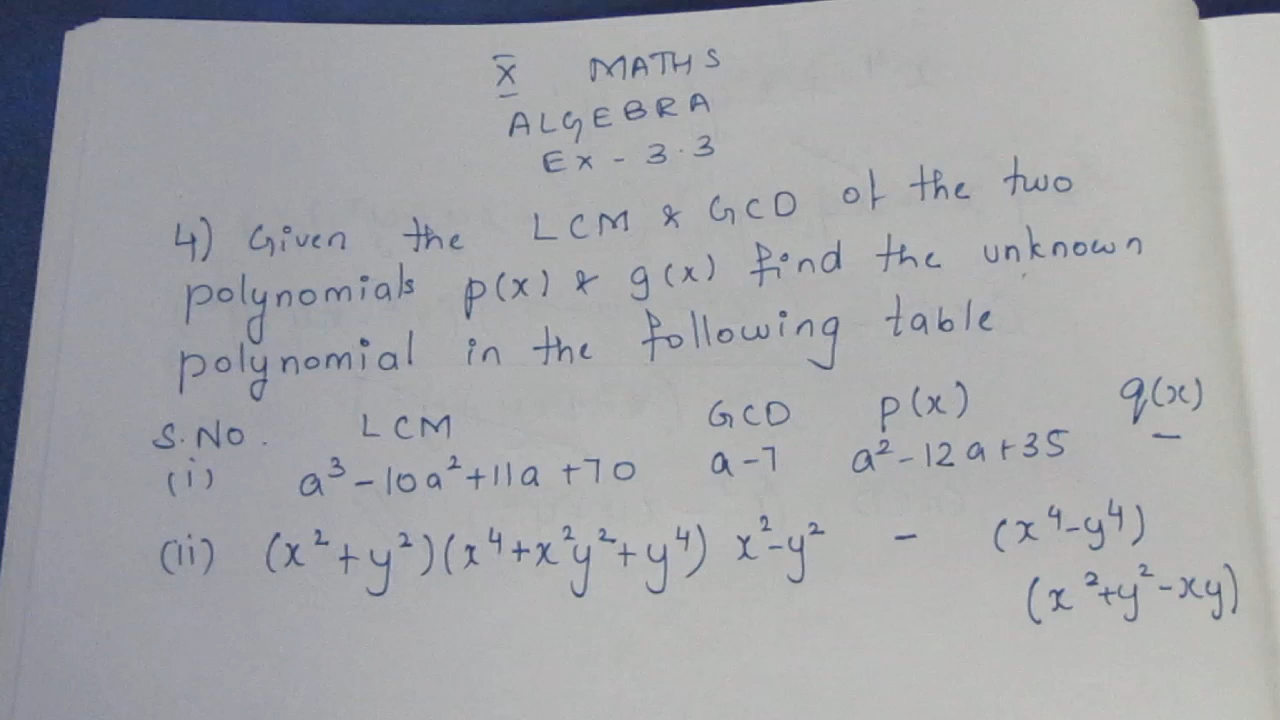 X MATHS
ALGEBRA
Ex - 3.3
4) Given the LCM & GCD of the two
polynomials p(x) & g(x) find the unknown
polynomial in the following table
S.No. LCM GCD p(x) q(x)
(i) a³-10a²+11a+70 a-7 a²-12a+35 -
(ii) (x²+y²)(x⁴+x²y²+y⁴) x²-y² - (x⁴-y⁴)
(x²+y²-xy)